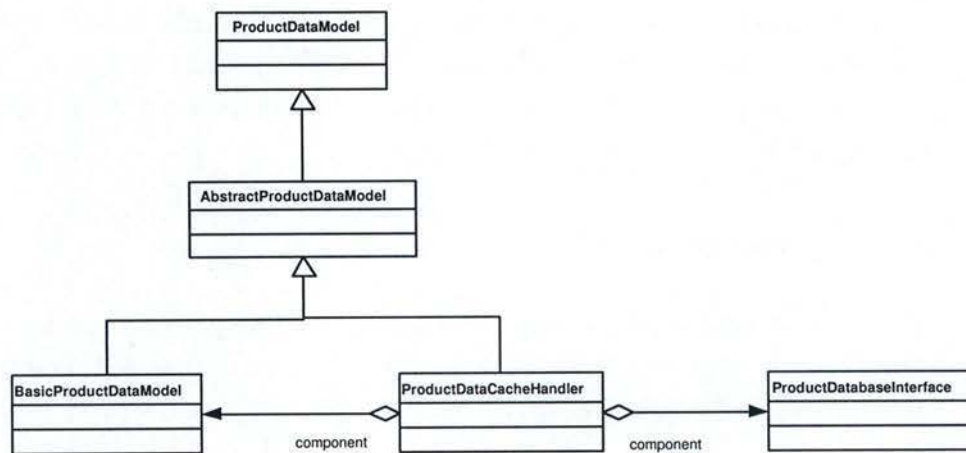 ProductDataModel
AbstractProductDataModel
BasicProductDataModel
ProductDataCacheHandler
ProductDatabaseInterface
component
component